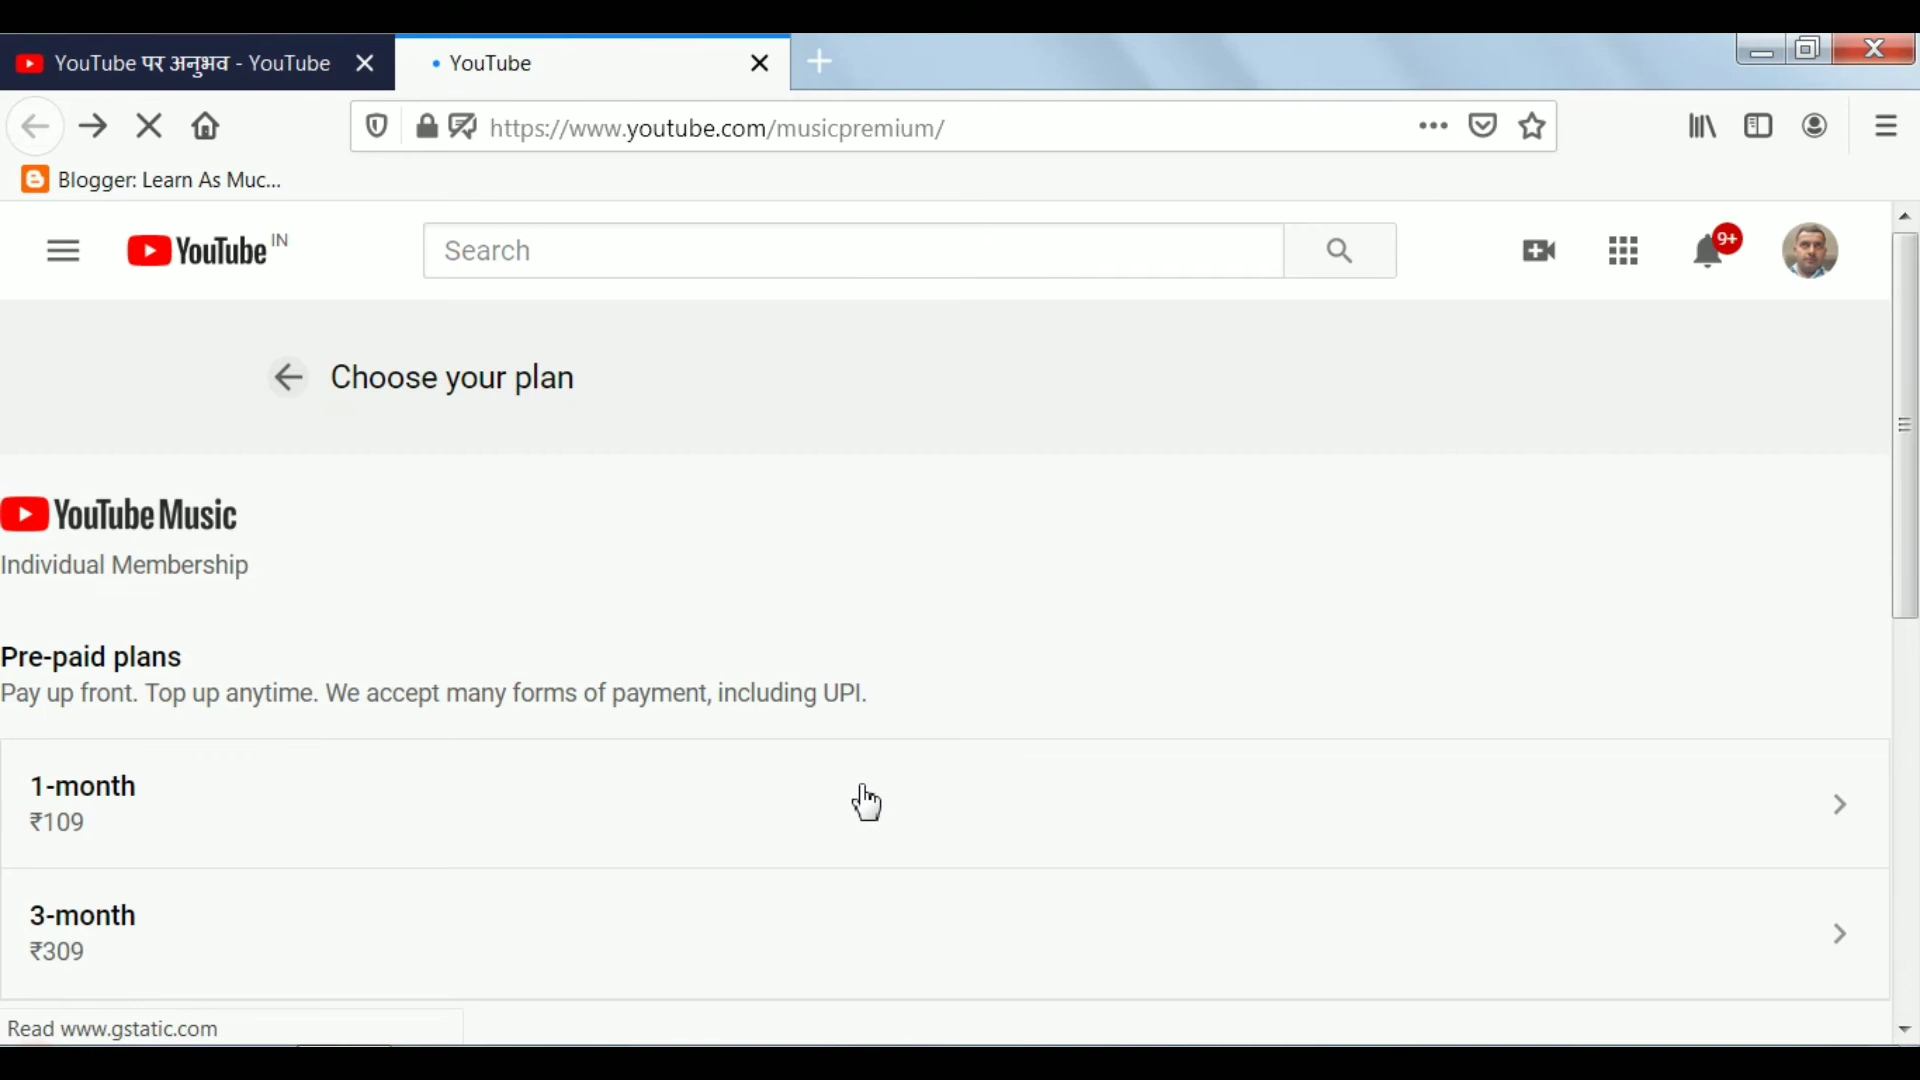 YouTube पर अनुभव - YouTube
YouTube
https://www.youtube.com/musicpremium/
Blogger: Learn As Muc...
YouTube IN
Search
9+
Choose your plan
YouTube Music
Individual Membership
Pre-paid plans
Pay up front. Top up anytime. We accept many forms of payment, including UPI.
1-month
₹109
3-month
₹309
Read www.gstatic.com